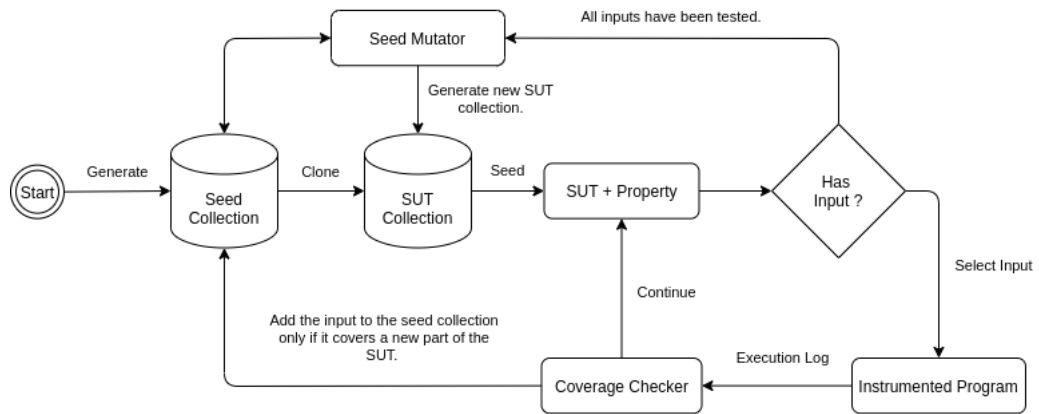 All inputs have been tested.
Seed Mutator
Generate new SUT
collection.
Start
Generate
Seed
Collection
Clone
SUT
Collection
Seed
SUT + Property
Has
Input ?
Select Input
Continue
Add the input to the seed collection
only if it covers a new part of the
SUT.
Coverage Checker
Execution Log
Instrumented Program